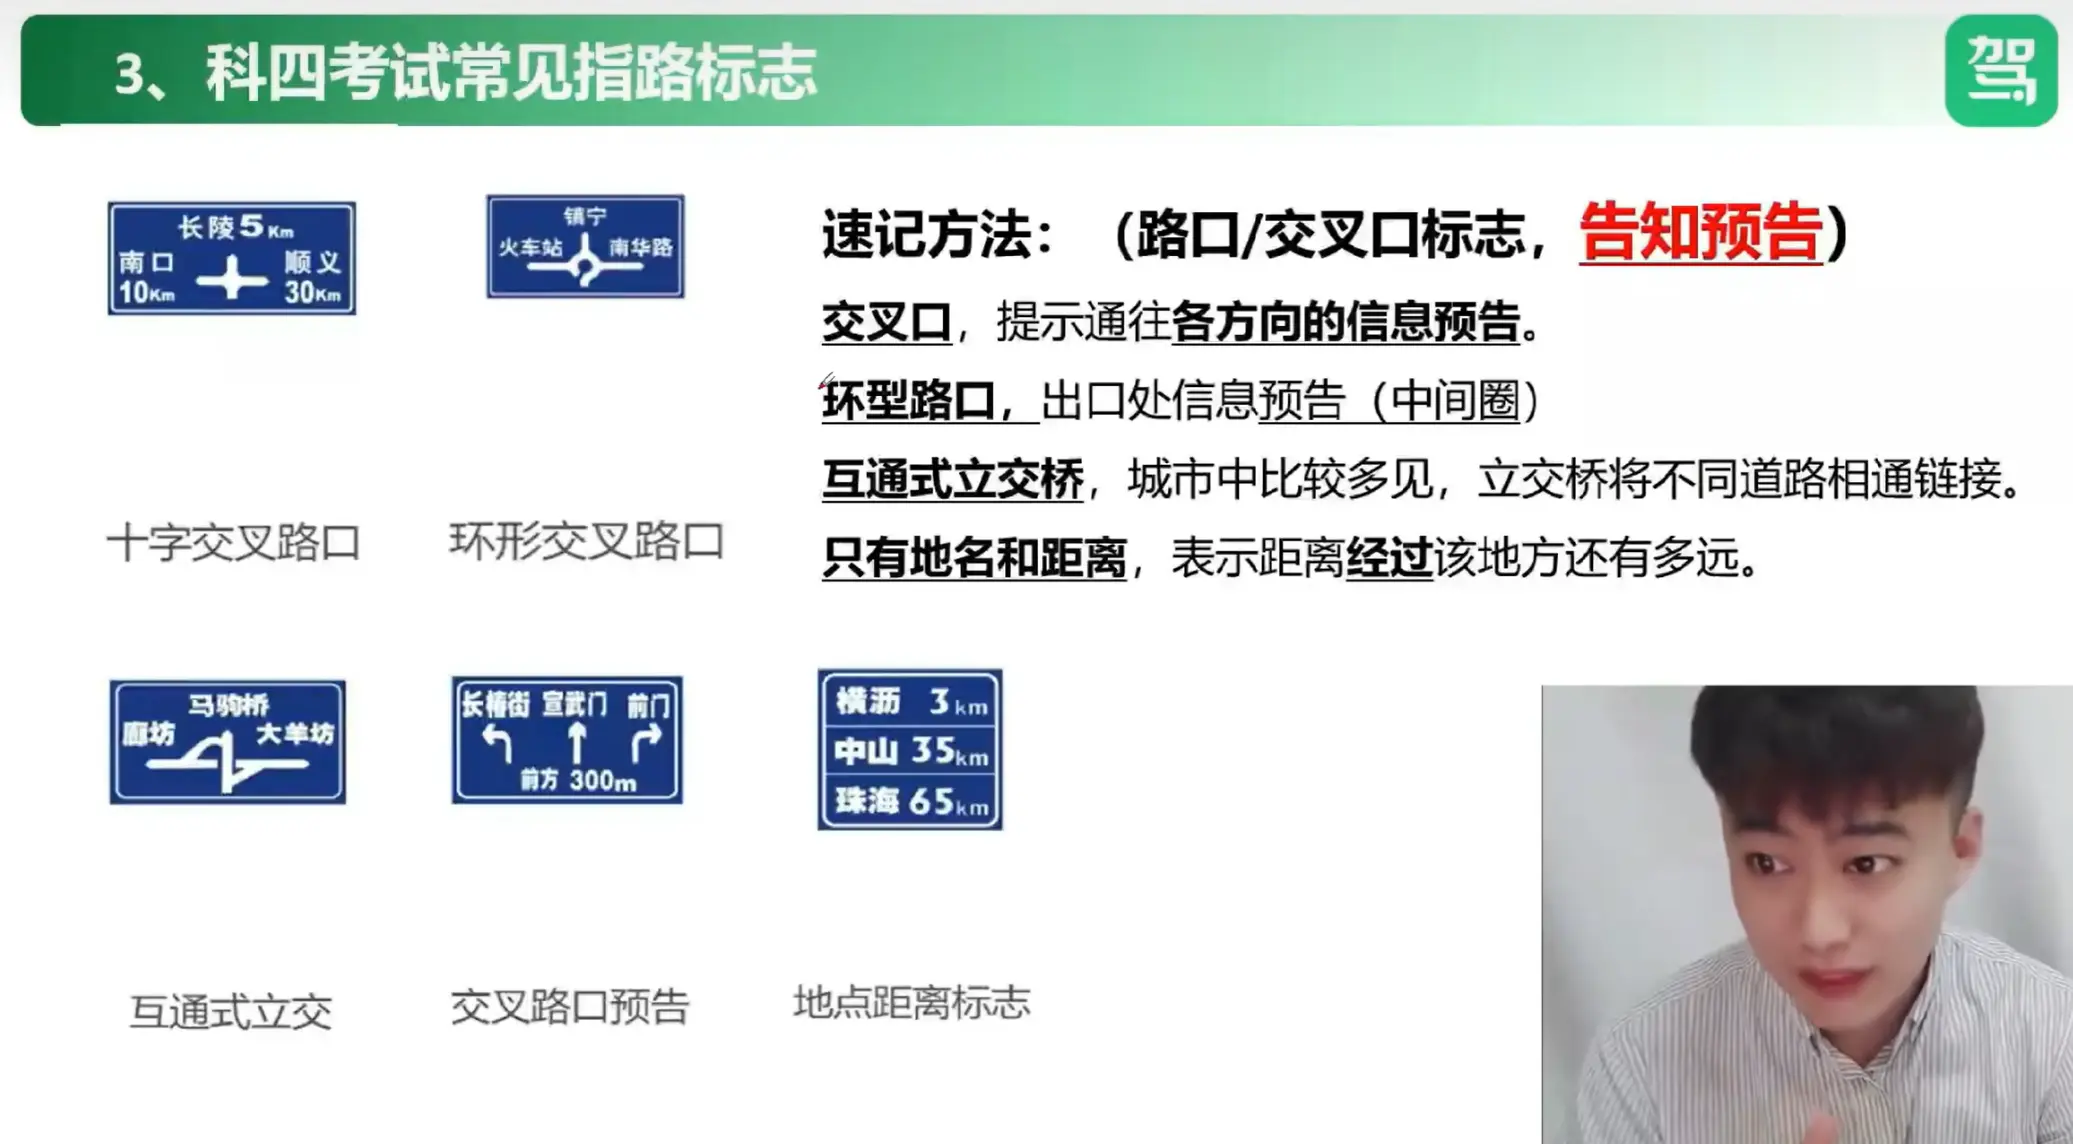 3、科四考试常见指路标志
驾
长陵5Km
南口
10Km
顺义
30Km
镇宁
火车站
南华路
十字交叉路口
环形交叉路口
速记方法：（路口/交叉口标志，告知预告）
交叉口，提示通往各方向的信息预告。
环型路口，出口处信息预告（中间圈）
互通式立交桥，城市中比较多见，立交桥将不同道路相通链接。
只有地名和距离，表示距离经过该地方还有多远。
马驹桥
廊坊
大羊坊
长椿街 宣武门 前门
前方 300m
横沥 3km
中山 35km
珠海 65km
互通式立交
交叉路口预告
地点距离标志